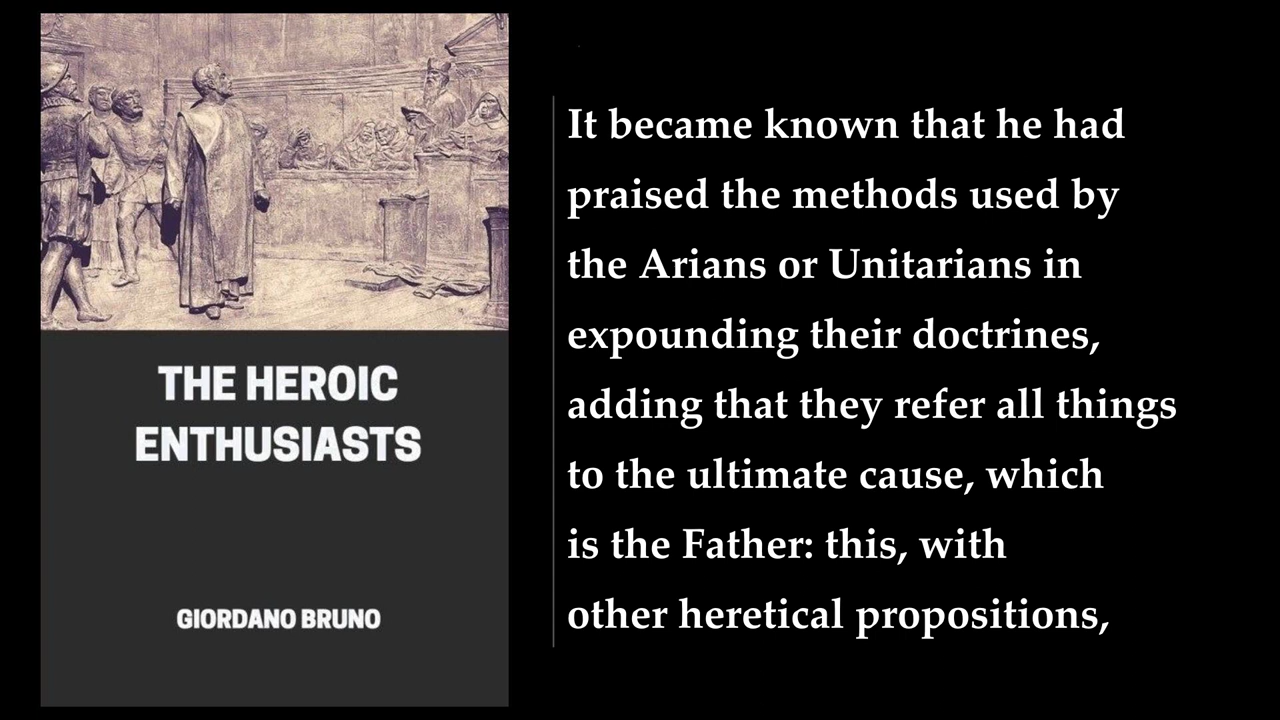 THE HEROIC
ENTHUSIASTS
GIORDANO BRUNO
It became known that he had
praised the methods used by
the Arians or Unitarians in
expounding their doctrines,
adding that they refer all things
to the ultimate cause, which
is the Father: this, with
other heretical propositions,